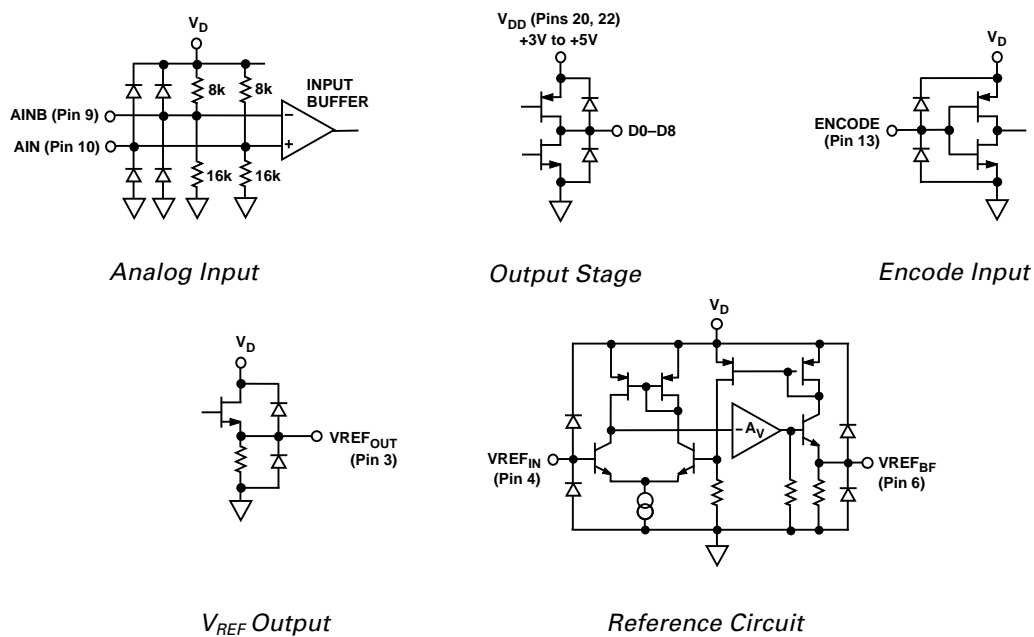 V_D
8k
8k
INPUT
BUFFER
AINB (Pin 9)
AIN (Pin 10)
−
+
16k
16k
Analog Input
V_DD (Pins 20, 22)
+3V to +5V
D0–D8
Output Stage
V_D
ENCODE
(Pin 13)
Encode Input
V_D
VREF_OUT
(Pin 3)
V_REF Output
V_D
−A_V
VREF_IN
(Pin 4)
VREF_BF
(Pin 6)
Reference Circuit